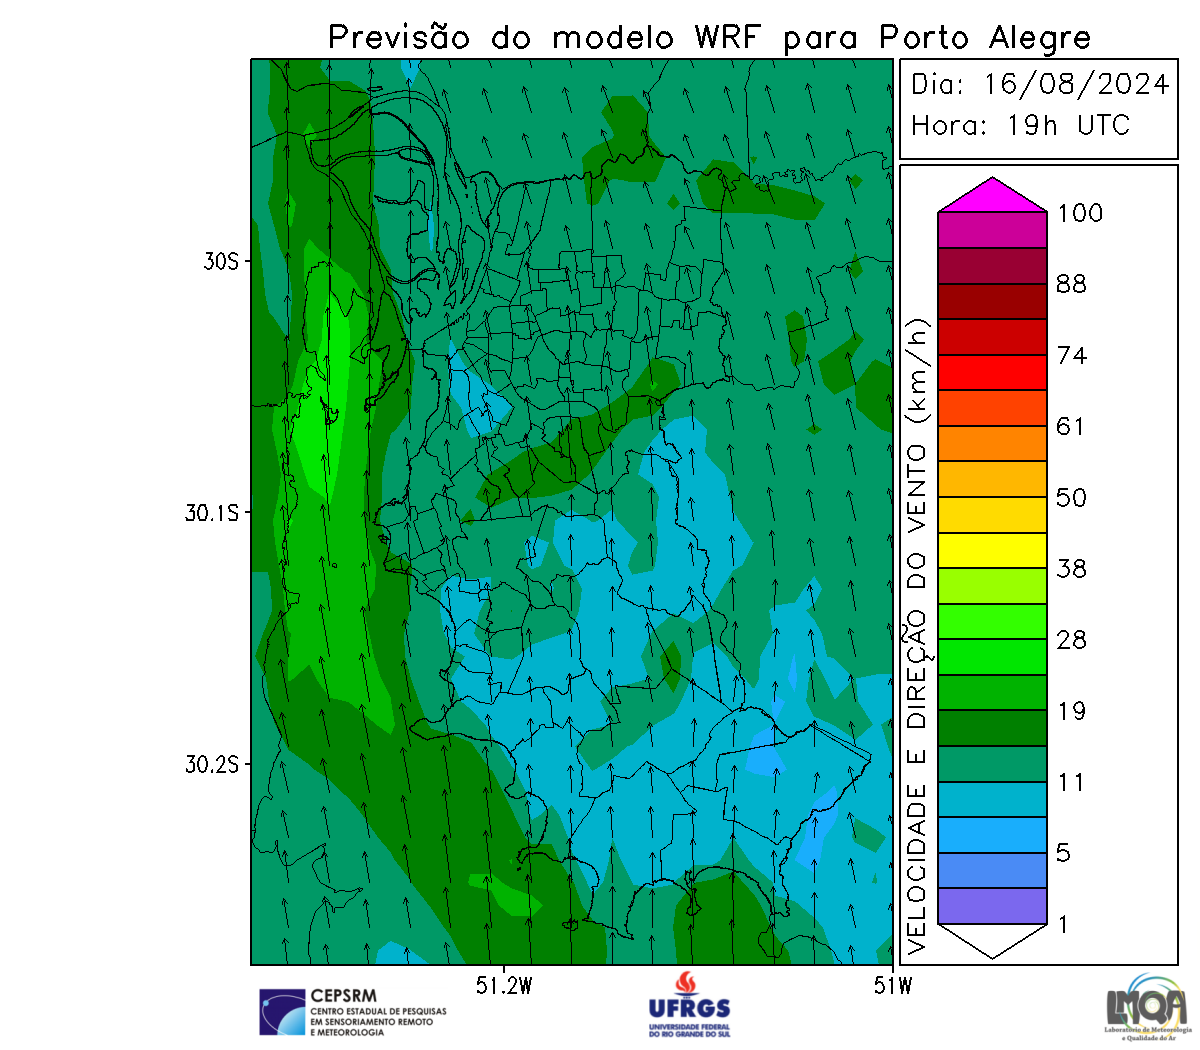 Previsão do modelo WRF para Porto Alegre
Dia: 16/08/2024
Hora: 19h UTC
30S
30.1S
30.2S
51.2W
51W
VELOCIDADE E DIREÇÃO DO VENTO (km/h)
100
88
74
61
50
38
28
19
11
5
1
CEPSRM
CENTRO ESTADUAL DE PESQUISAS
EM SENSORIAMENTO REMOTO
E METEOROLOGIA
UFRGS
UNIVERSIDADE FEDERAL
DO RIO GRANDE DO SUL
LMQA
Laboratório de Meteorologia
e Qualidade do Ar